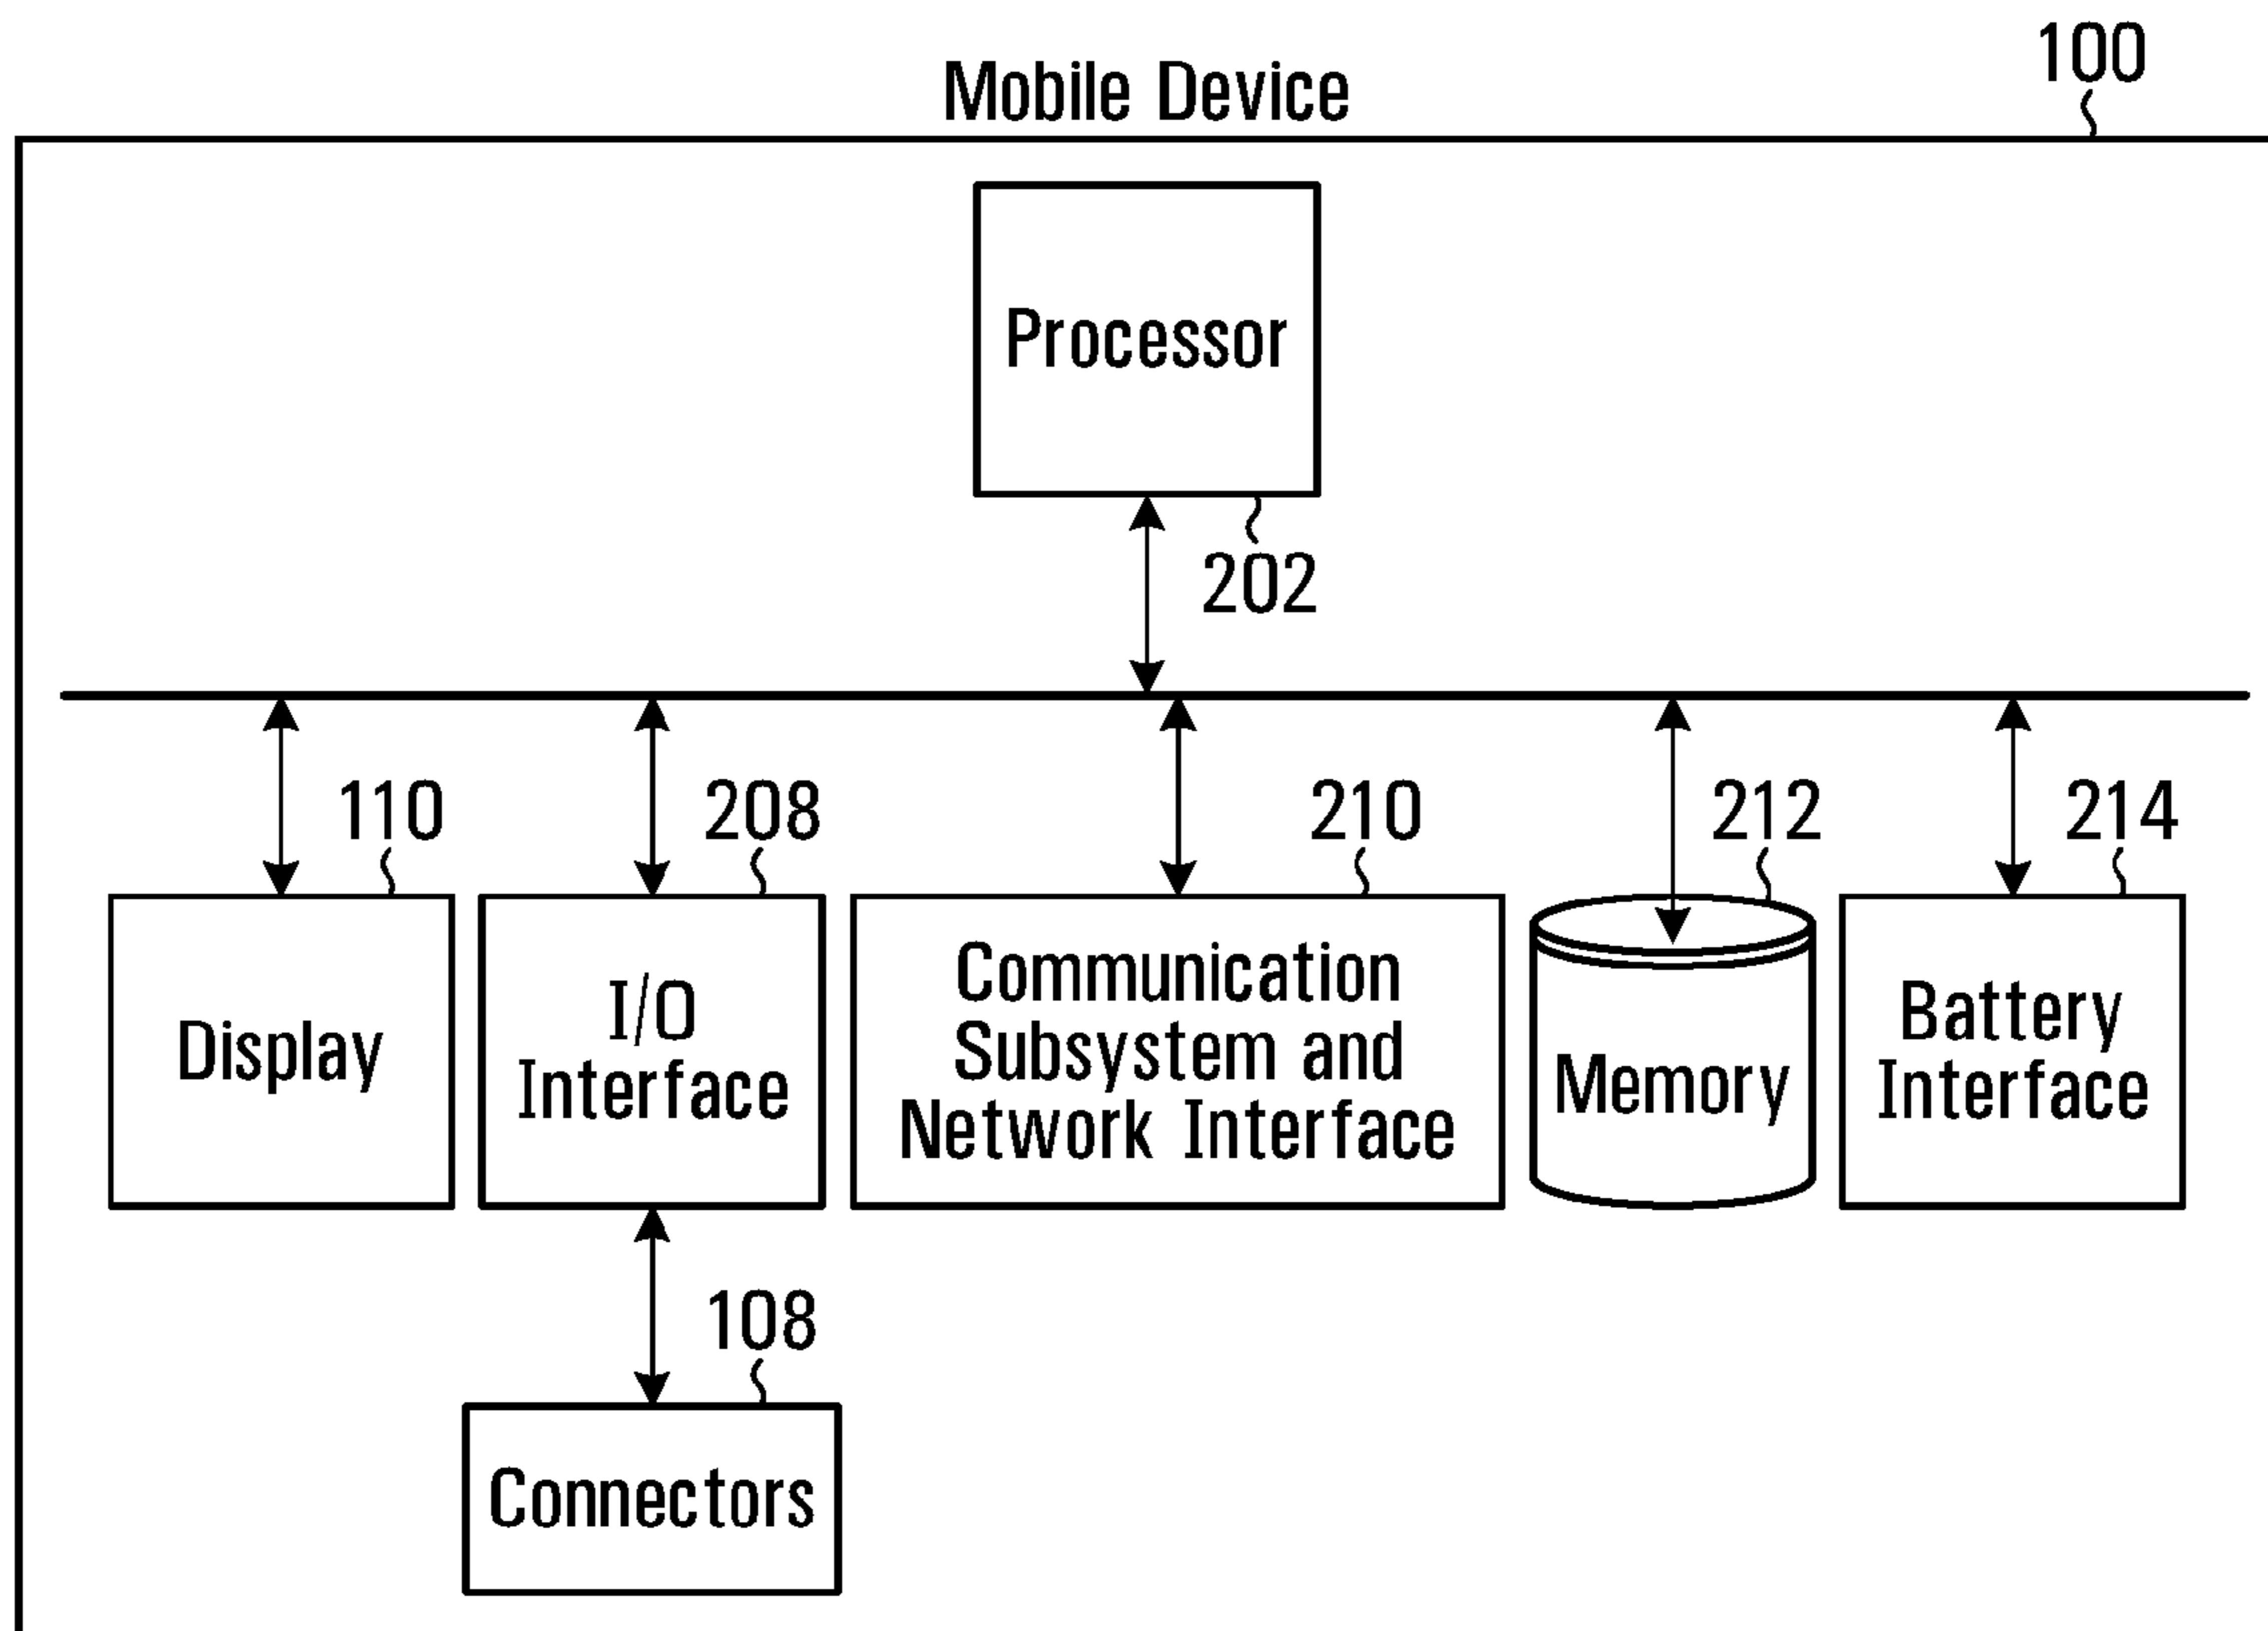 100
Mobile Device
Processor
202
110
208
210
212
214
Display
I/O
Interface
Communication
Subsystem and
Network Interface
Memory
Battery
Interface
108
Connectors